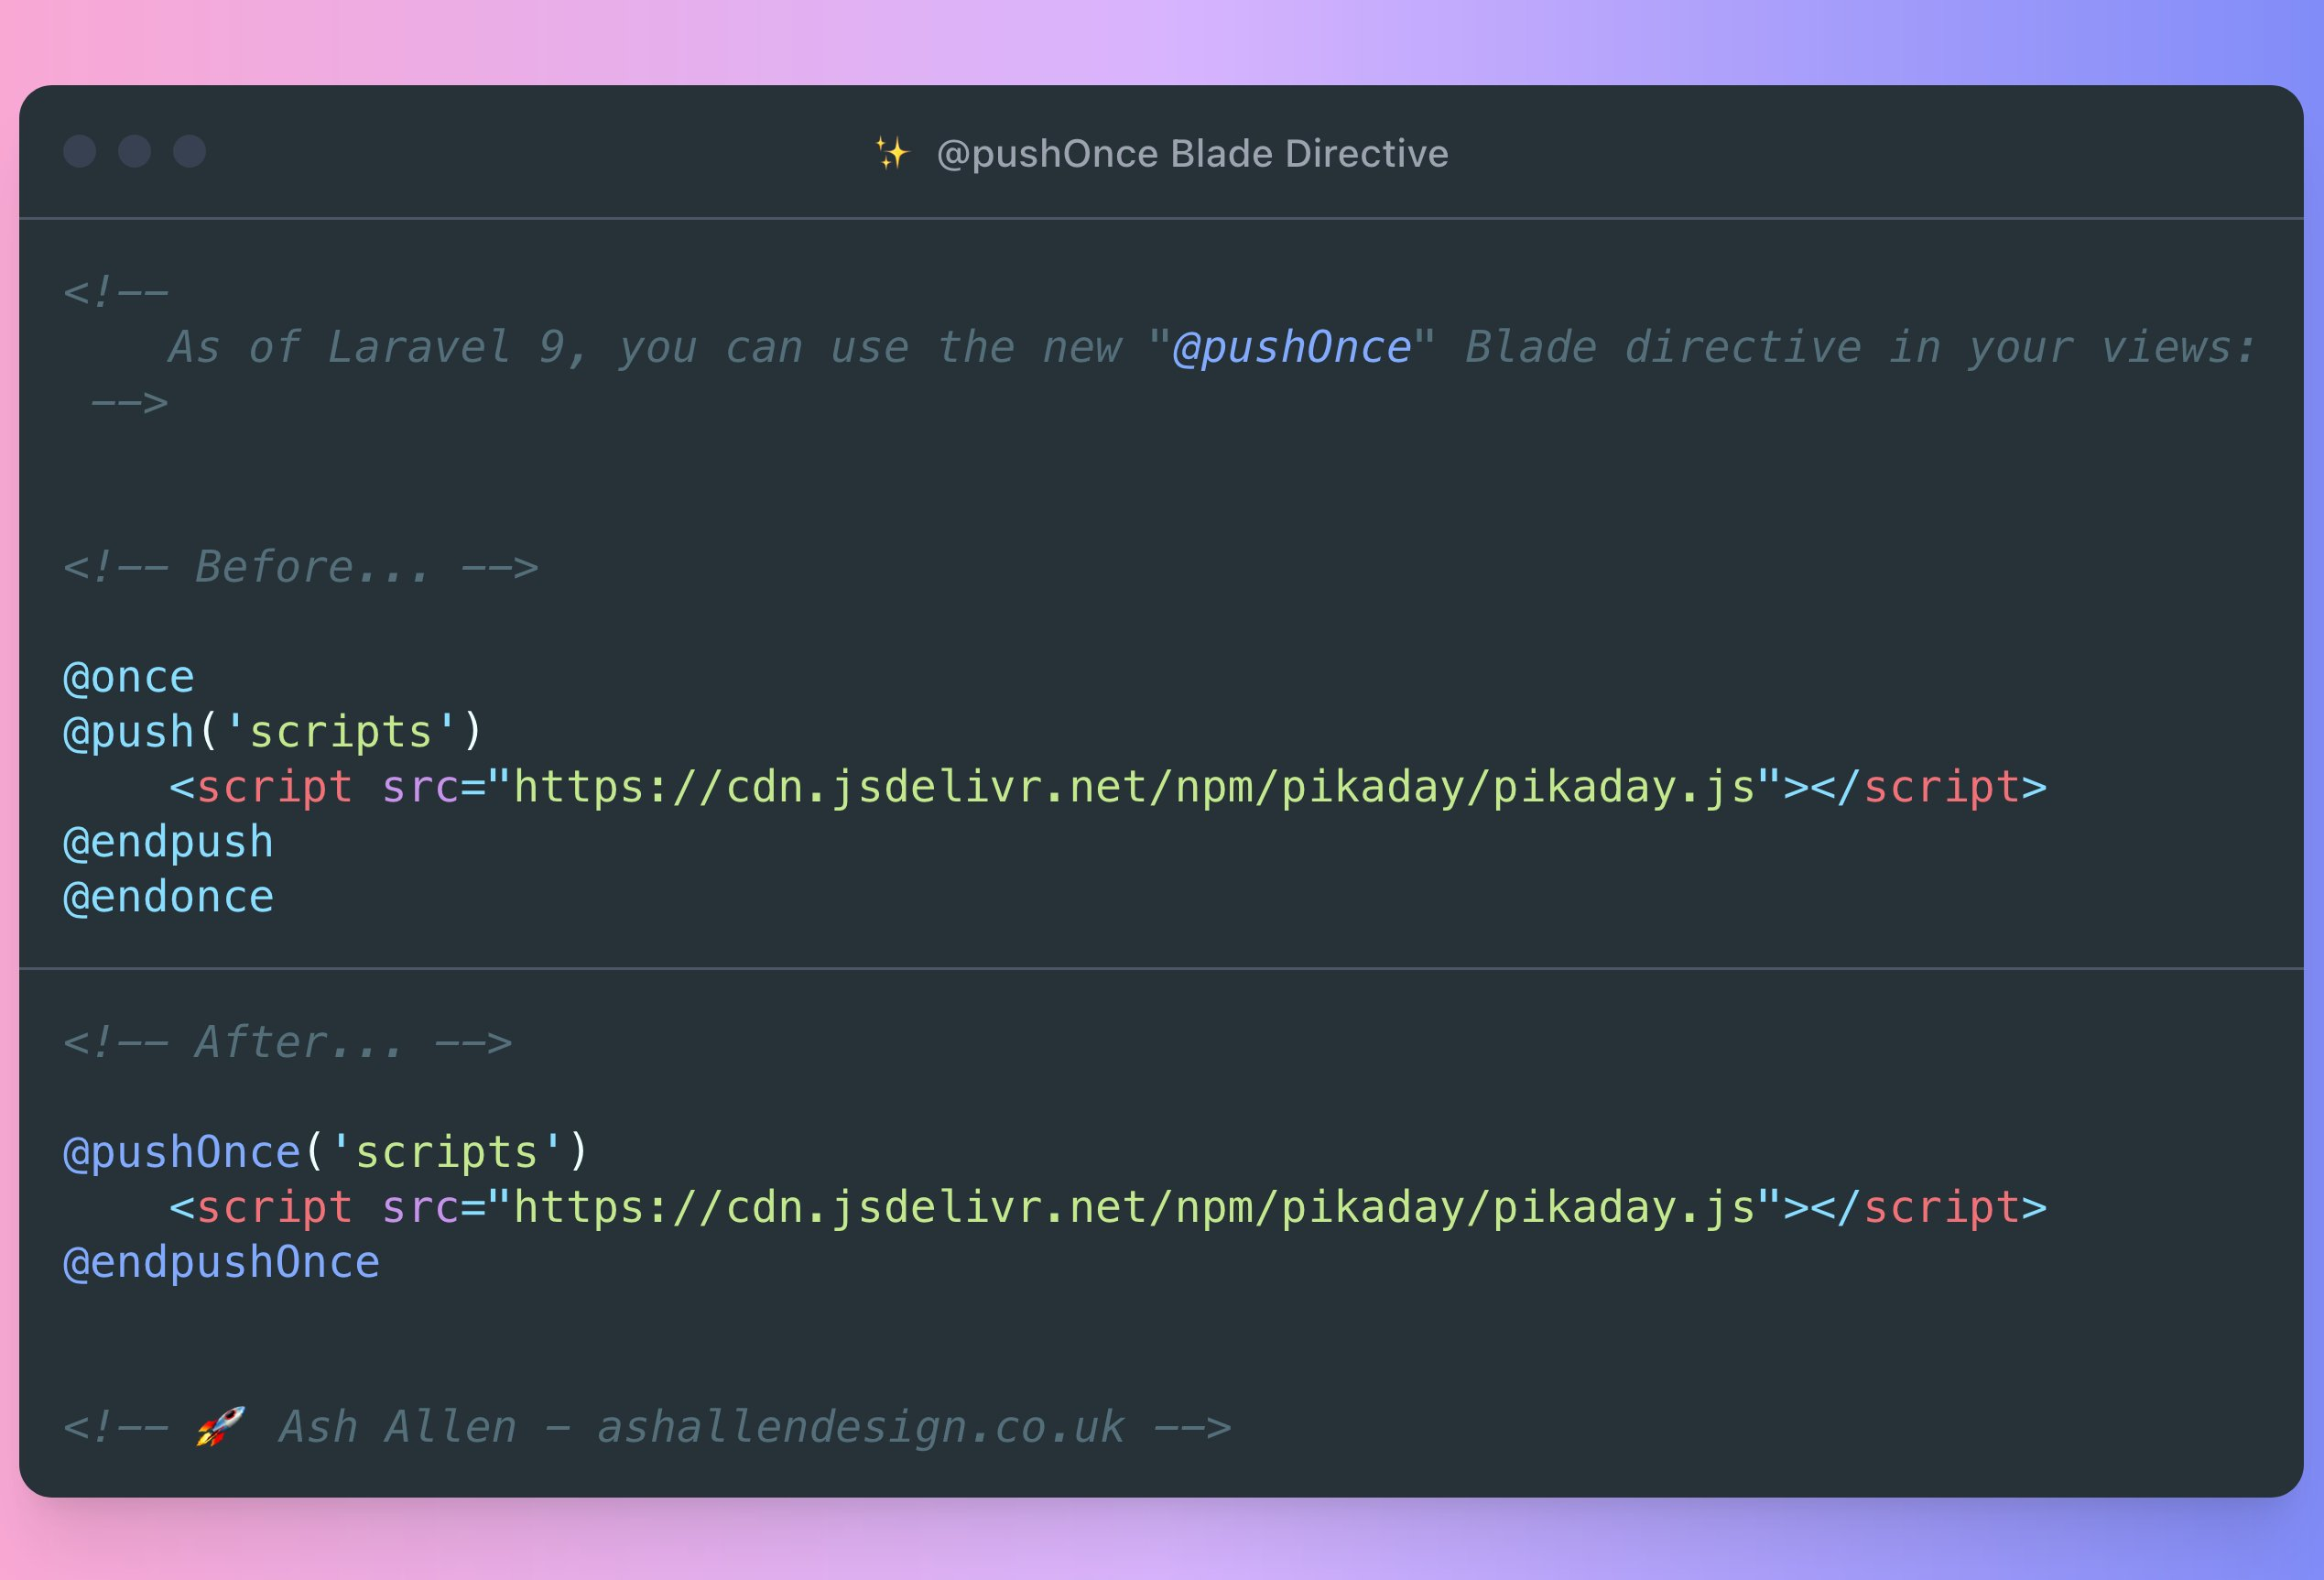 ✨ @pushOnce Blade Directive
<!--
    As of Laravel 9, you can use the new "@pushOnce" Blade directive in your views:
 -->
<!-- Before... -->
@once
@push('scripts')
    <script src="https://cdn.jsdelivr.net/npm/pikaday/pikaday.js"></script>
@endpush
@endonce
<!-- After... -->
@pushOnce('scripts')
    <script src="https://cdn.jsdelivr.net/npm/pikaday/pikaday.js"></script>
@endpushOnce
<!-- 🚀 Ash Allen - ashallendesign.co.uk -->